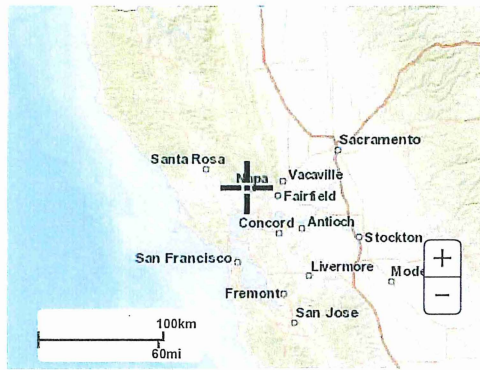 Sacramento
Santa Rosa
Napa
Vacaville
Fairfield
Concord
Antioch
Stockton
San Francisco
+
Livermore
Mode
−
Fremont
San Jose
100km
60mi